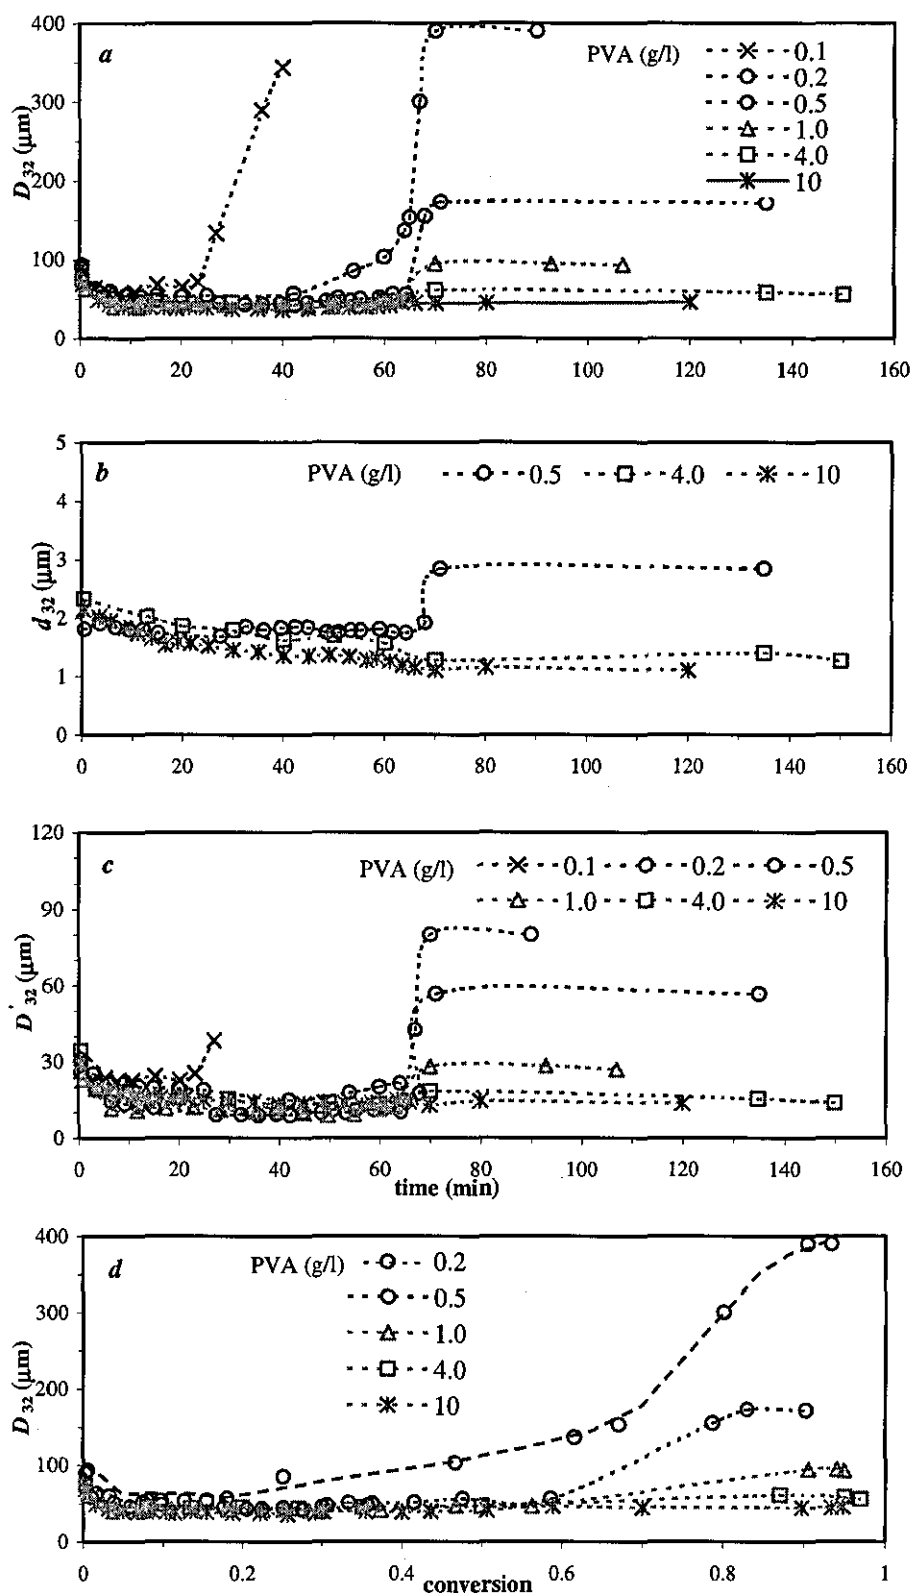 a
PVA (g/l)
0.1
0.2
0.5
1.0
4.0
10
D32 (μm)
400
300
200
100
0
0 20 40 60 80 100 120 140 160
b
PVA (g/l) 0.5 4.0 10
d32 (μm)
5
4
3
2
1
0
0 20 40 60 80 100 120 140 160
c
PVA (g/l) 0.1 0.2 0.5
1.0 4.0 10
D'32 (μm)
120
90
60
30
0
0 20 40 60 80 100 120 140 160
time (min)
d
PVA (g/l)
0.2
0.5
1.0
4.0
10
D32 (μm)
400
300
200
100
0
0 0.2 0.4 0.6 0.8 1
conversion